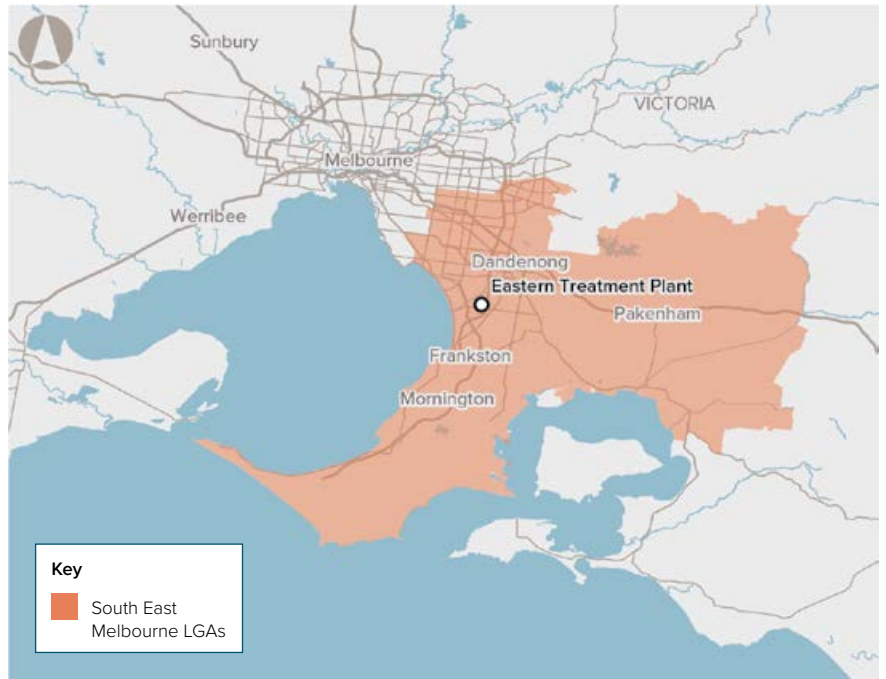 Sunbury
VICTORIA
Melbourne
Werribee
Dandenong
Eastern Treatment Plant
Pakenham
Frankston
Mornington
Key
South East
Melbourne LGAs